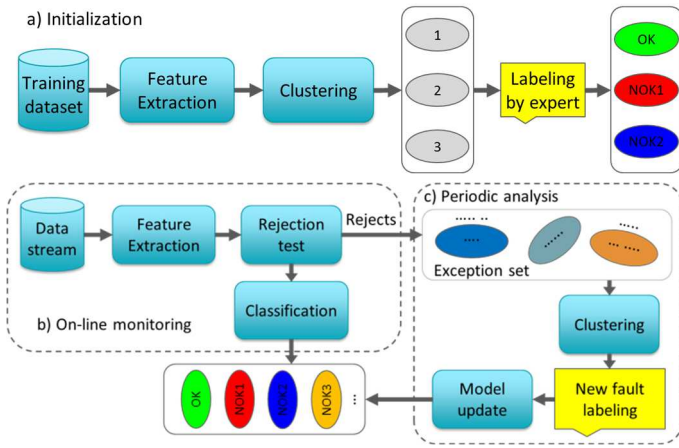 a) Initialization
Training
dataset
Feature
Extraction
Clustering
1
2
3
Labeling
by expert
OK
NOK1
NOK2
Data
stream
Feature
Extraction
Rejection
test
Rejects
Classification
b) On-line monitoring
c) Periodic analysis
Exception set
Clustering
New fault
labeling
Model
update
OK
NOK1
NOK2
NOK3
...